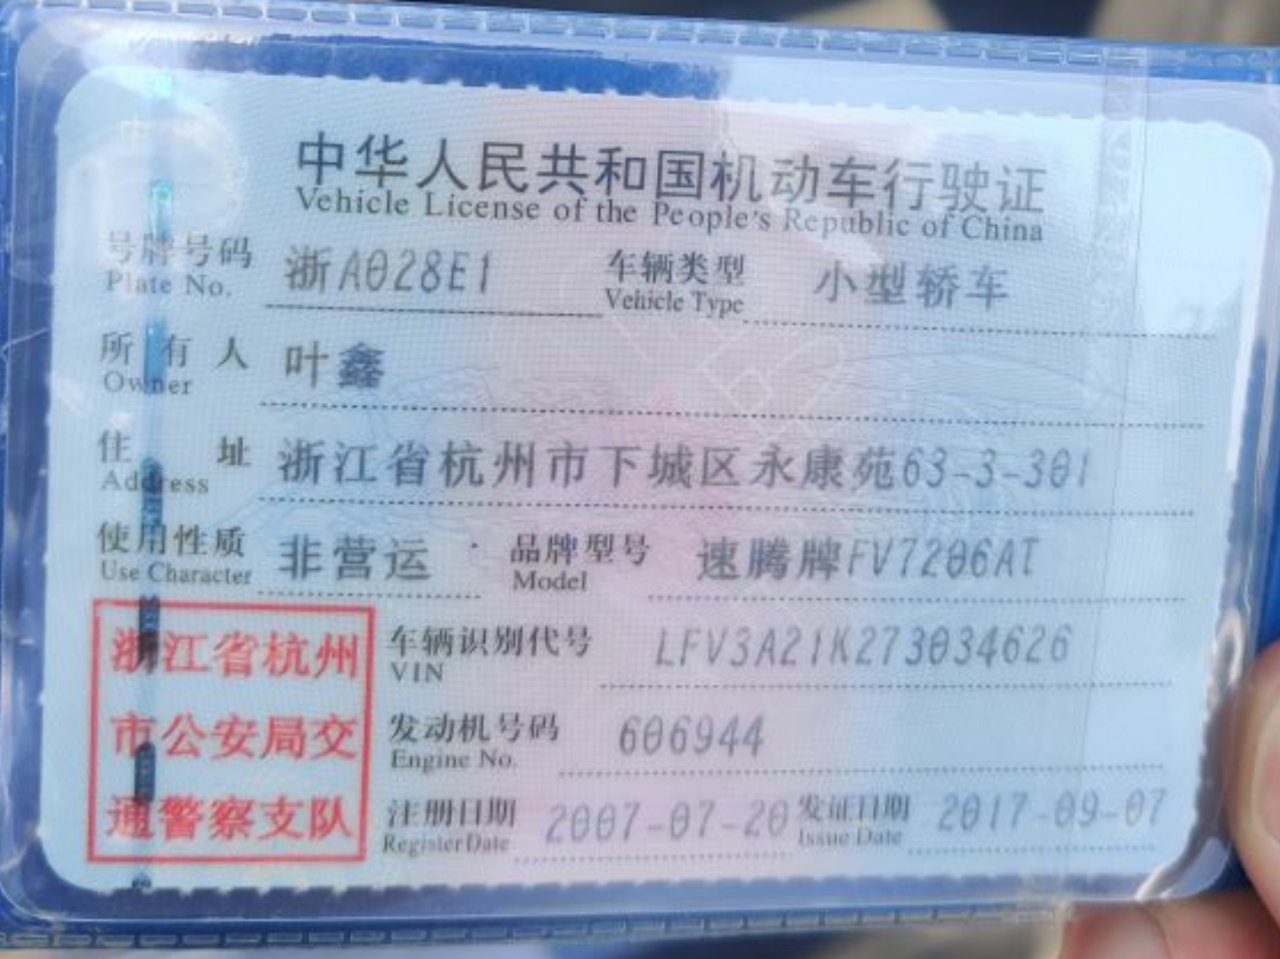 中华人民共和国机动车行驶证
Vehicle License of the People's Republic of China
号牌号码 浙A028E1 车辆类型 小型轿车
Plate No. Vehicle Type
所有人 叶鑫
Owner
住址 浙江省杭州市下城区永康苑63-3-301
Address
使用性质 非营运 品牌型号 速腾牌FV7206AT
Use Character Model
浙江省杭州
市公安局交
通警察支队
车辆识别代号 LFV3A21K273034626
VIN
发动机号码 606944
Engine No.
注册日期 2007-07-20 发证日期 2017-09-07
Register Date Issue Date